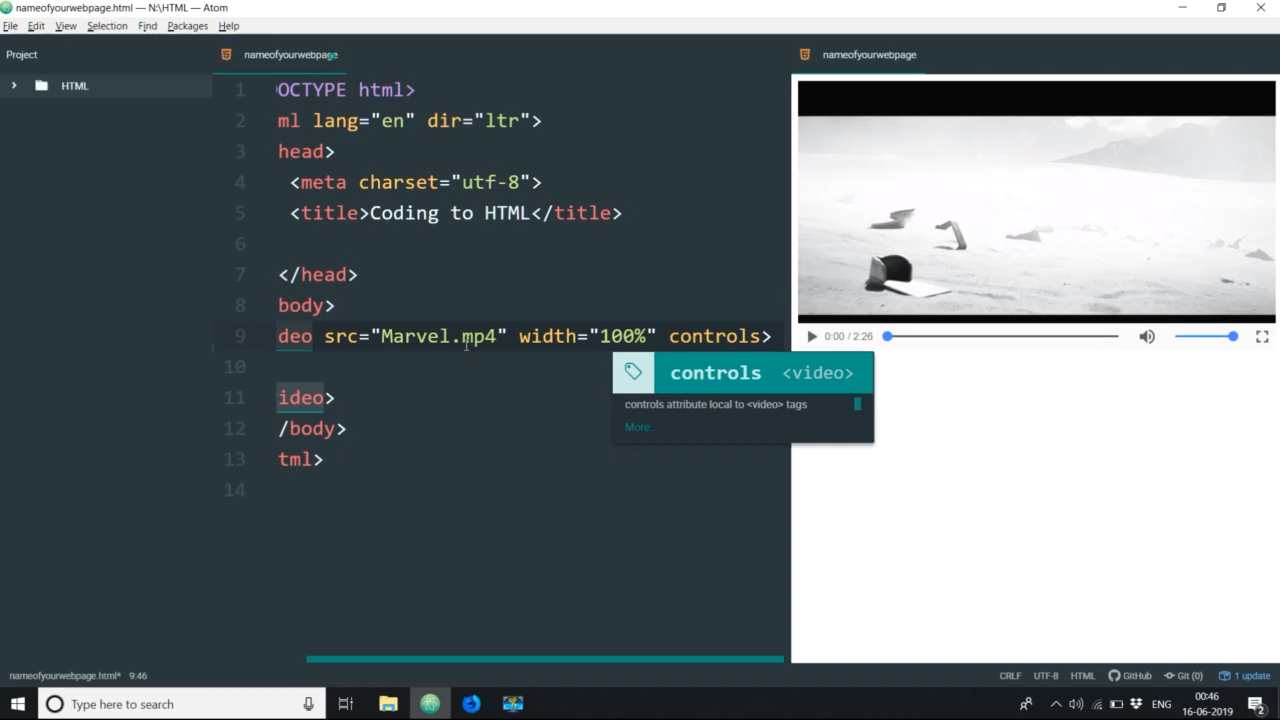 nameofyourwebpage.html — N:\HTML — Atom
File Edit View Selection Find Packages Help
Project
HTML
nameofyourwebpage
1 OCTYPE html>
2 ml lang="en" dir="ltr">
3 head>
4 <meta charset="utf-8">
5 <title>Coding to HTML</title>
6
7 </head>
8 body>
9 deo src="Marvel.mp4" width="100%" controls>
10
11 ideo>
12 /body>
13 tml>
14
controls <video>
controls attribute local to <video> tags
More..
nameofyourwebpage
0:00 / 2:26
nameofyourwebpage.html* 9:46
CRLF UTF-8 HTML GitHub Git (0) 1 update
Type here to search
ENG
00:46
16-06-2019
2